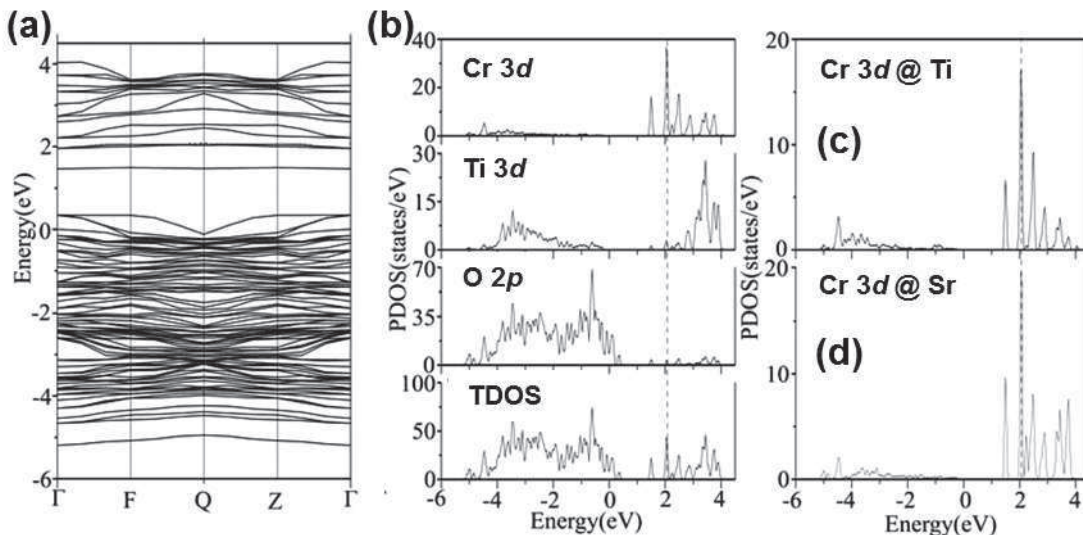 (a)
4
2
0
-2
-4
-6
Energy(eV)
Γ F Q Z Γ
(b)
40
20
0
Cr 3d
30
15
0
Ti 3d
70
35
0
O 2p
100
50
0
TDOS
PDOS(states/eV)
-6 -4 -2 0 2 4
Energy(eV)
20
10
0
Cr 3d @ Ti
(c)
20
10
0
Cr 3d @ Sr
(d)
PDOS(states/eV)
-6 -4 -2 0 2 4
Energy(eV)